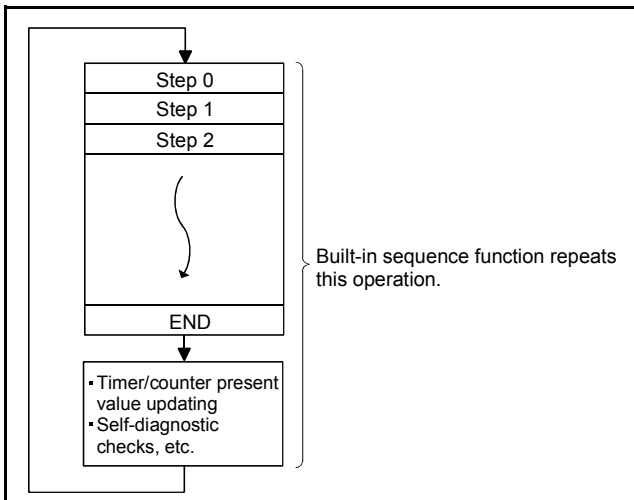 Step 0
Step 1
Step 2
END
▪ Timer/counter present
value updating
▪ Self-diagnostic
checks, etc.
Built-in sequence function repeats
this operation.